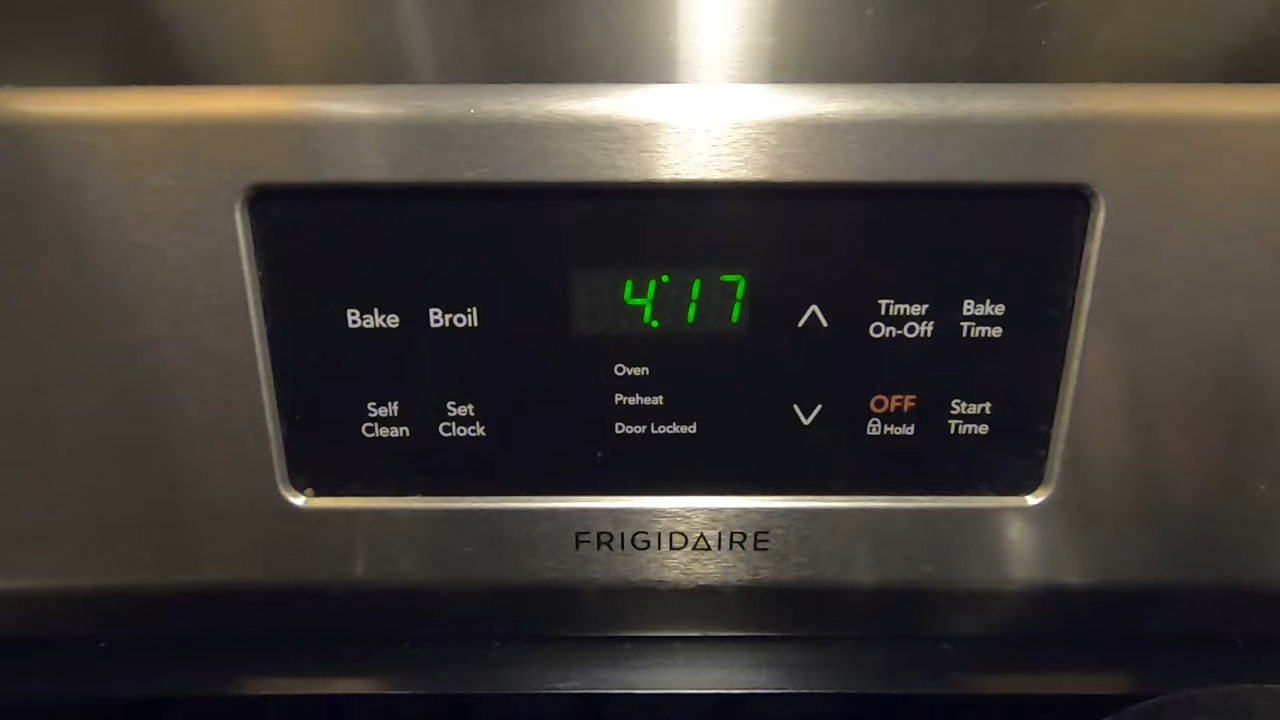 4:17
Bake Broil
Timer On-Off
Bake Time
Oven
Preheat
Door Locked
Self Clean
Set Clock
OFF
Hold
Start Time
FRIGIDAIRE